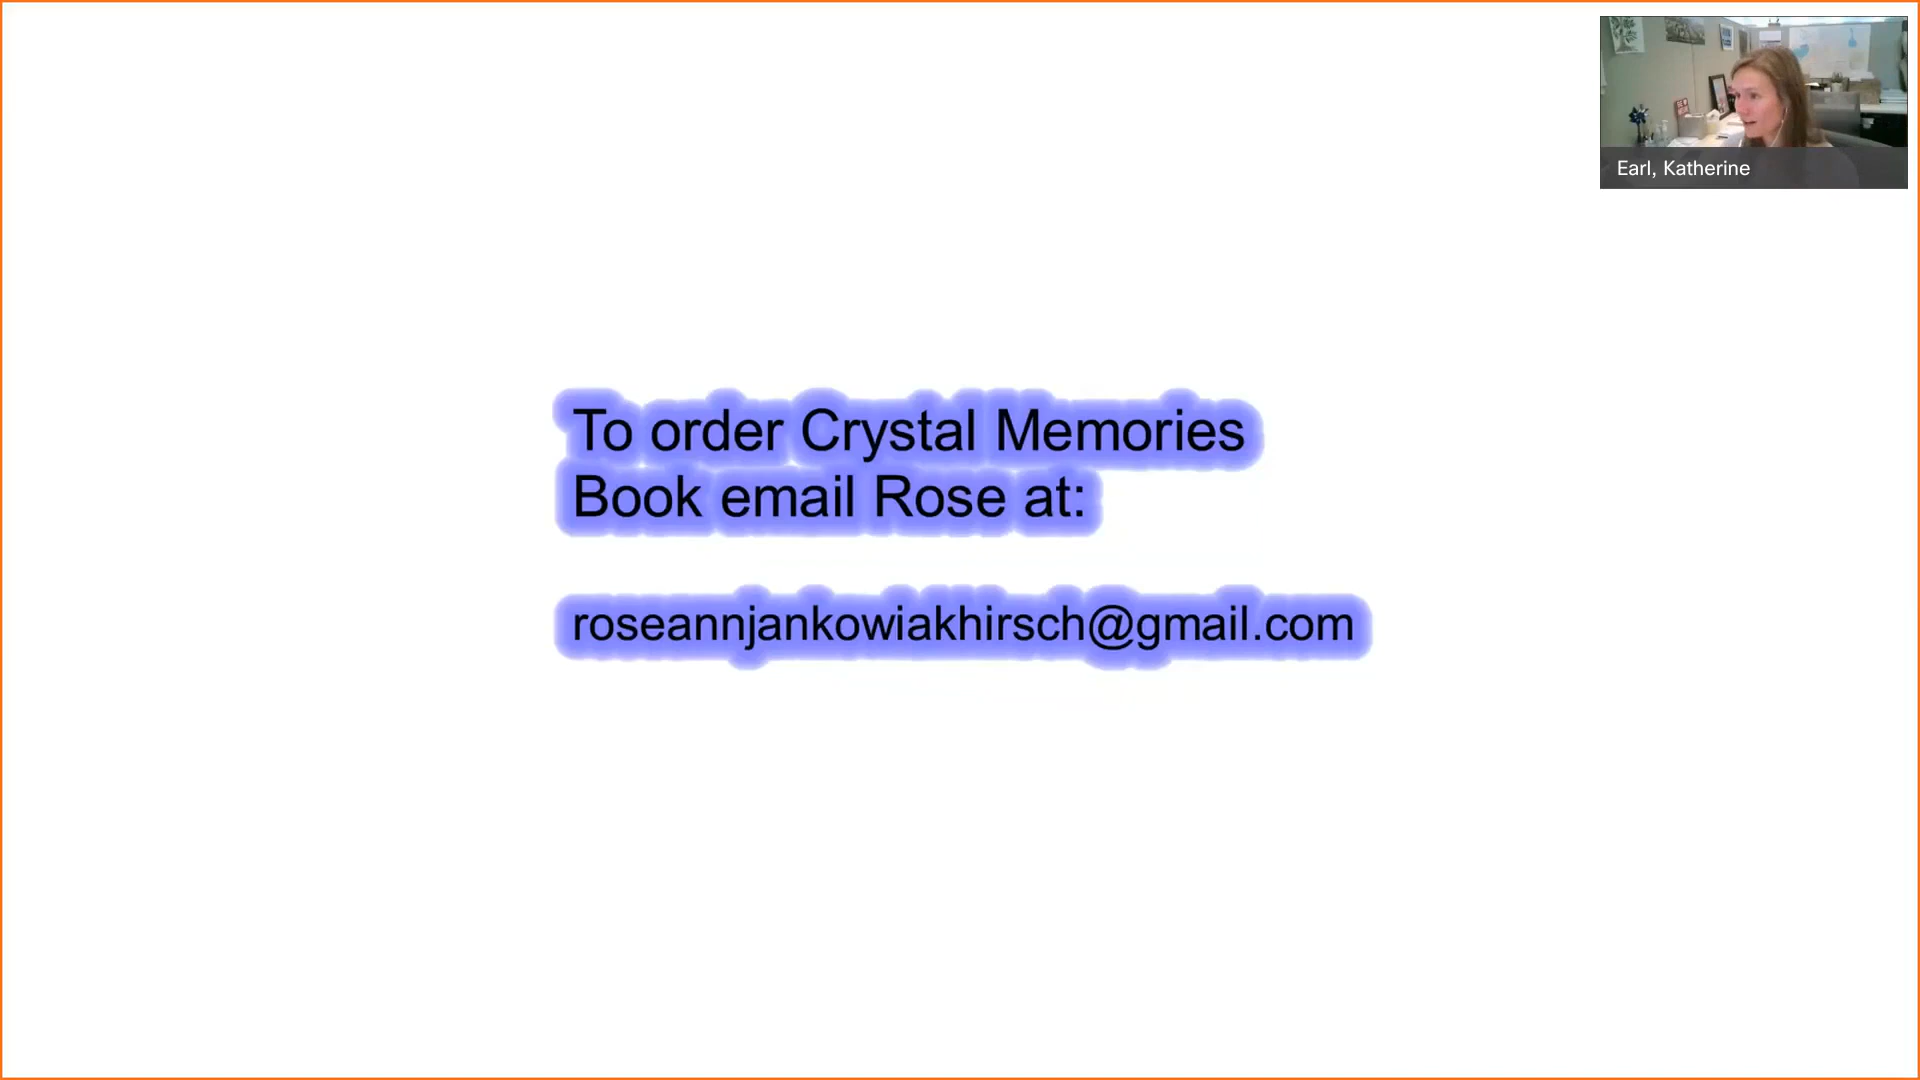 Earl, Katherine
To order Crystal Memories
Book email Rose at:
roseannjankowiakhirsch@gmail.com